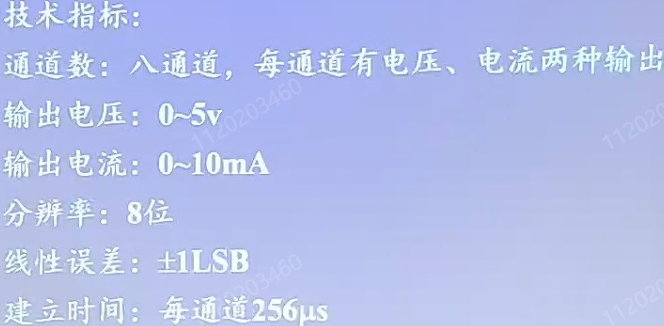 技术指标：
通道数：八通道，每通道有电压、电流两种输出
输出电压：0~5v
输出电流：0~10mA
分辨率：8位
线性误差：±1LSB
建立时间：每通道256μs
1120203460
1120203460